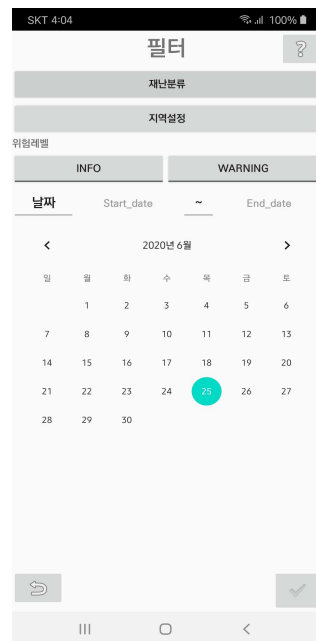 SKT 4:04 100%
필터
?
재난분류
지역설정
위험레벨
INFO WARNING
날짜 Start_date ~ End_date
< 2020년 6월 >
일 월 화 수 목 금 토
1 2 3 4 5 6
7 8 9 10 11 12 13
14 15 16 17 18 19 20
21 22 23 24 25 26 27
28 29 30